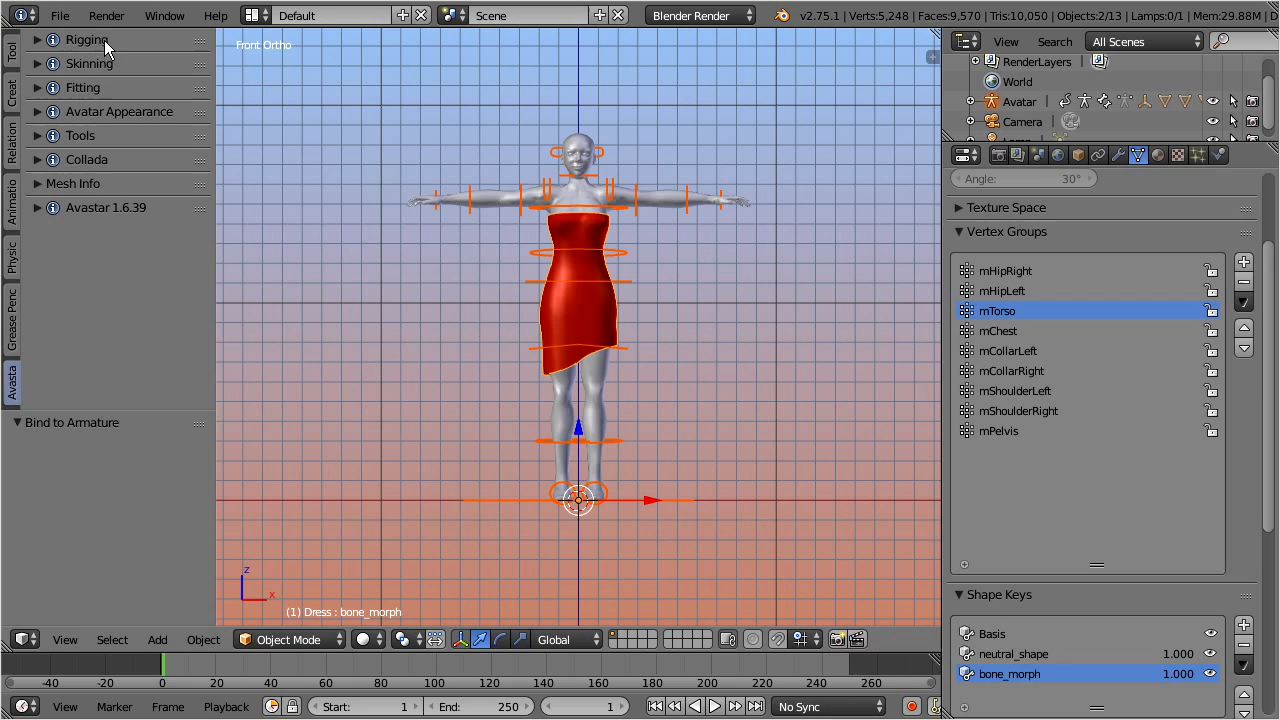 File Render Window Help Default Scene Blender Render v2.75.1 | Verts:5,248 | Faces:9,570 | Tris:10,050 | Objects:2/13 | Lamps:0/1 | Mem:29.88M | D
Tool
Creat
Relation
Animatio
Physic
Grease Penc
Avasta
Rigging
Skinning
Fitting
Avatar Appearance
Tools
Collada
Mesh Info
Avastar 1.6.39
Bind to Armature
Front Ortho
z
x
(1) Dress : bone_morph
View Search All Scenes
RenderLayers
World
Avatar
Camera
Angle: 30°
Texture Space
Vertex Groups
mHipRight
mHipLeft
mTorso
mChest
mCollarLeft
mCollarRight
mShoulderLeft
mShoulderRight
mPelvis
Shape Keys
Basis
neutral_shape 1.000
bone_morph 1.000
View Select Add Object Object Mode Global
-40 -20 0 20 40 60 80 100 120 140 160 180 200 220 240 260
View Marker Frame Playback Start: 1 End: 250 1 No Sync